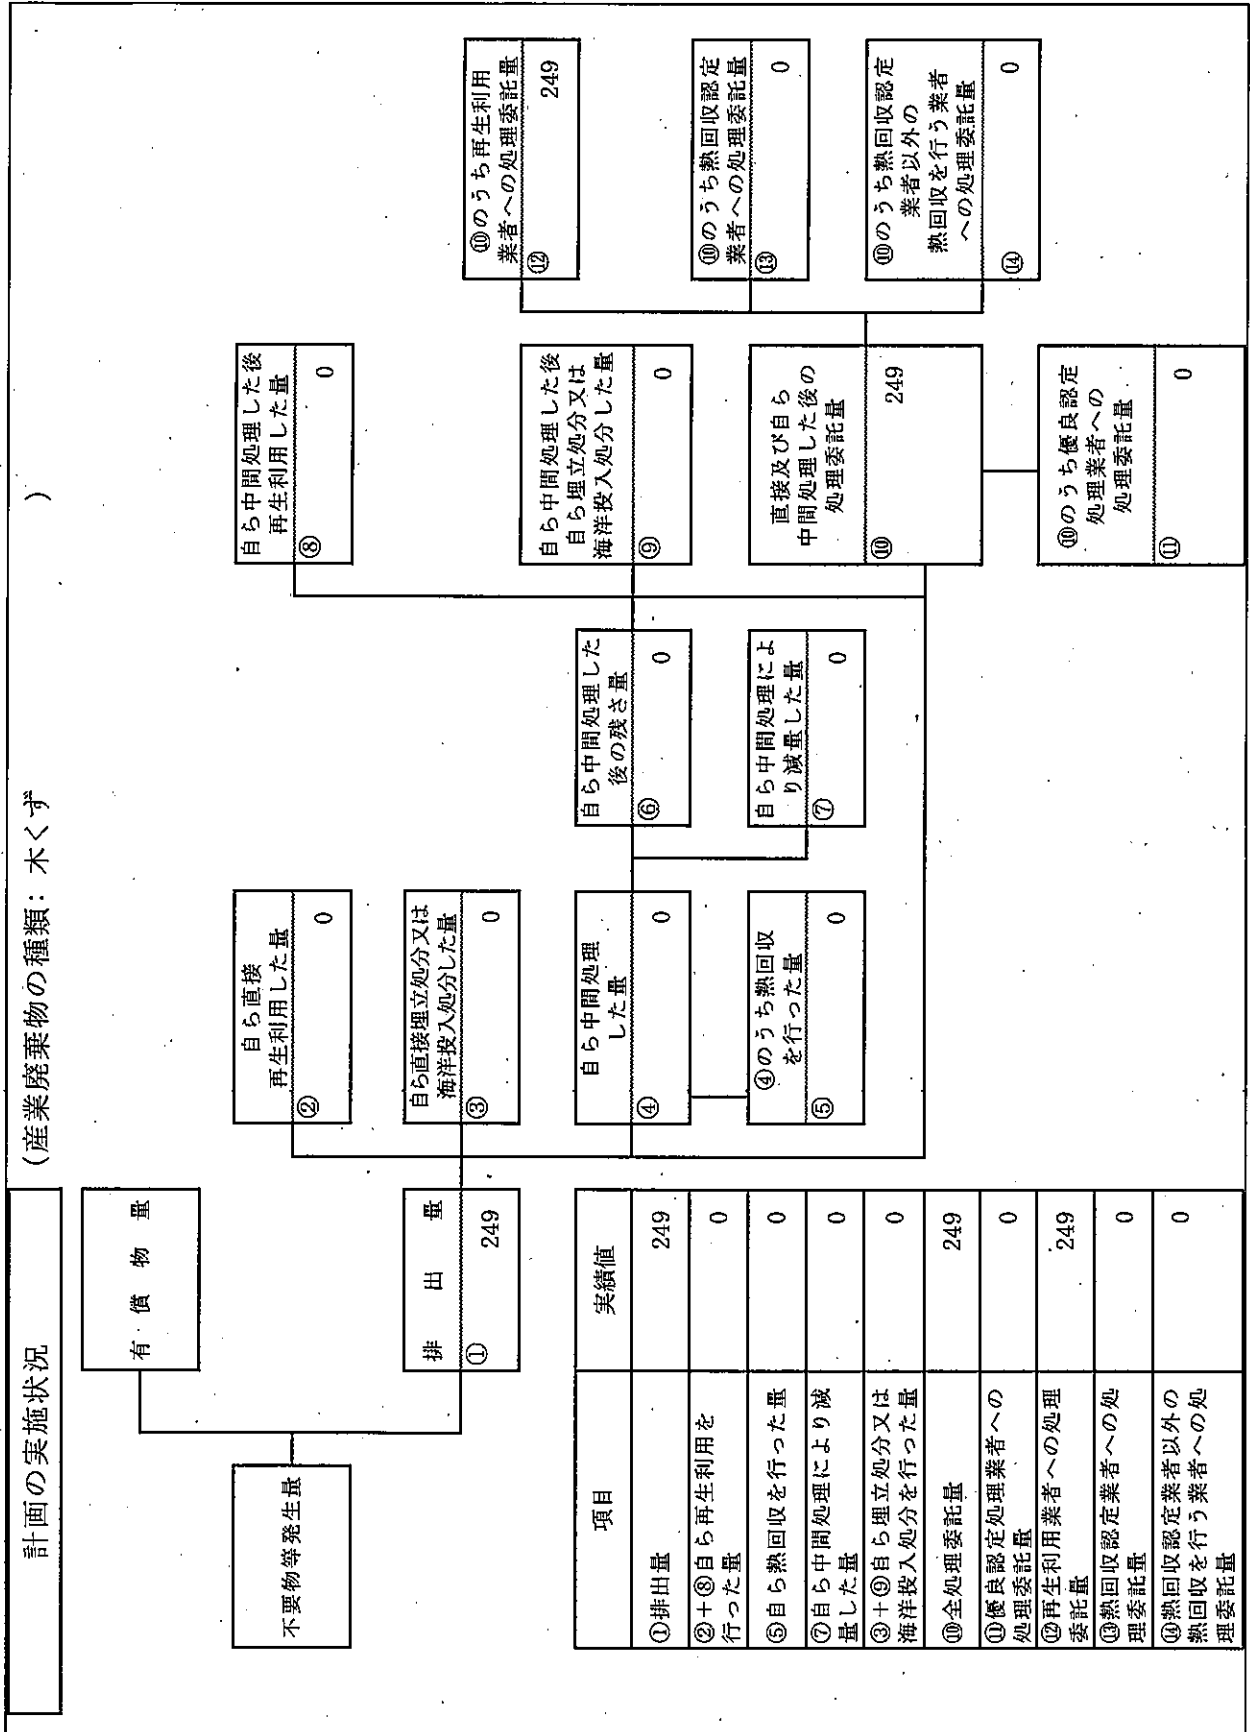 計画の実施状況
(産業廃棄物の種類：木くず )
不要物等発生量
有 償 物 量
排 出 量
①
249
自ら直接
再生利用した量
②
0
自ら直接埋立処分又は
海洋投入処分した量
③
0
自ら中間処理
した量
④
0
④のうち熱回収
を行った量
⑤
0
自ら中間処理した
後の残さ量
⑥
0
自ら中間処理によ
り減量した量
⑦
0
自ら中間処理した後
再生利用した量
⑧
0
自ら中間処理した後
自ら埋立処分又は
海洋投入処分した量
⑨
0
直接及び自ら
中間処理した後の
処理委託量
⑩
249
⑩のうち優良認定
処理業者への
処理委託量
⑪
0
⑩のうち再生利用
業者への処理委託量
⑫
249
⑩のうち熱回収認定
業者への処理委託量
⑬
0
⑩のうち熱回収認定
業者以外の
熱回収を行う業者
への処理委託量
⑭
0
項目 実績値
①排出量 249
②＋⑧自ら再生利用を
行った量 0
⑤自ら熱回収を行った量 0
⑦自ら中間処理により減
量した量 0
③＋⑨自ら埋立処分又は
海洋投入処分を行った量 0
⑩全処理委託量 249
⑪優良認定処理業者への
処理委託量 0
⑫再生利用業者への処理
委託量 249
⑬熱回収認定業者への処
理委託量 0
⑭熱回収認定業者以外の
熱回収を行う業者への処
理委託量 0